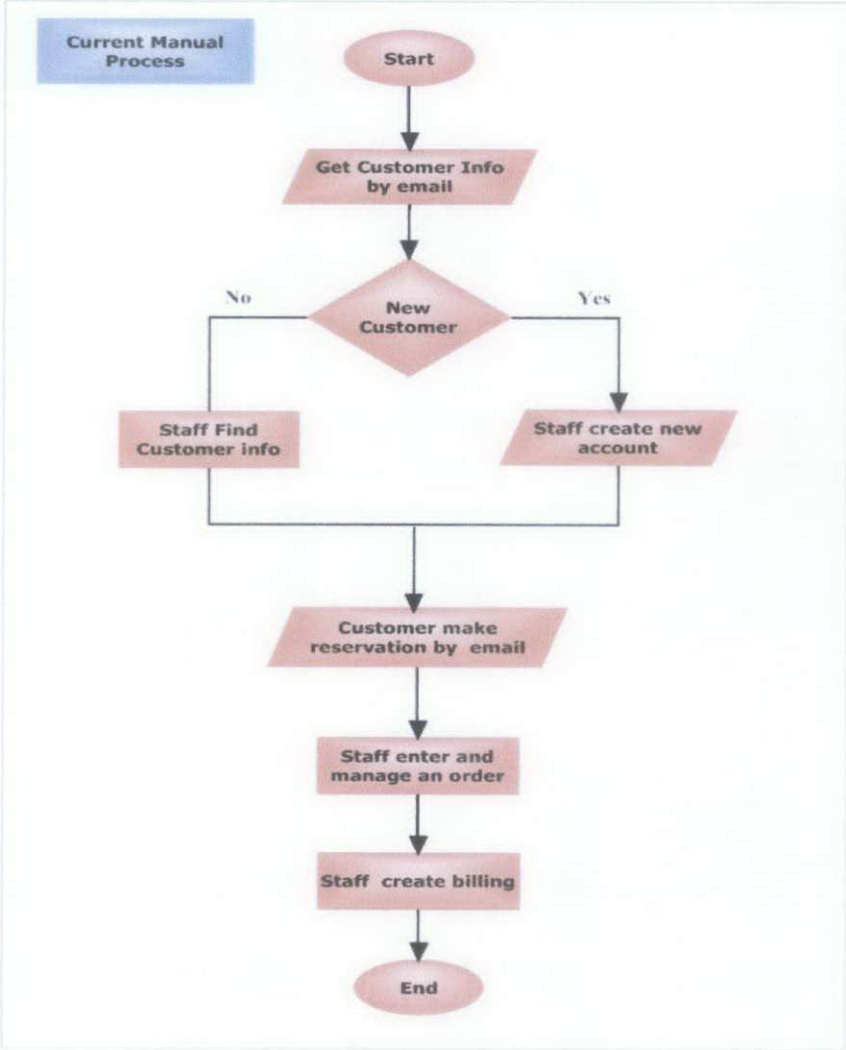 Current Manual
Process
Start
Get Customer Info
by email
New
Customer
No
Yes
Staff Find
Customer info
Staff create new
account
Customer make
reservation by email
Staff enter and
manage an order
Staff create billing
End